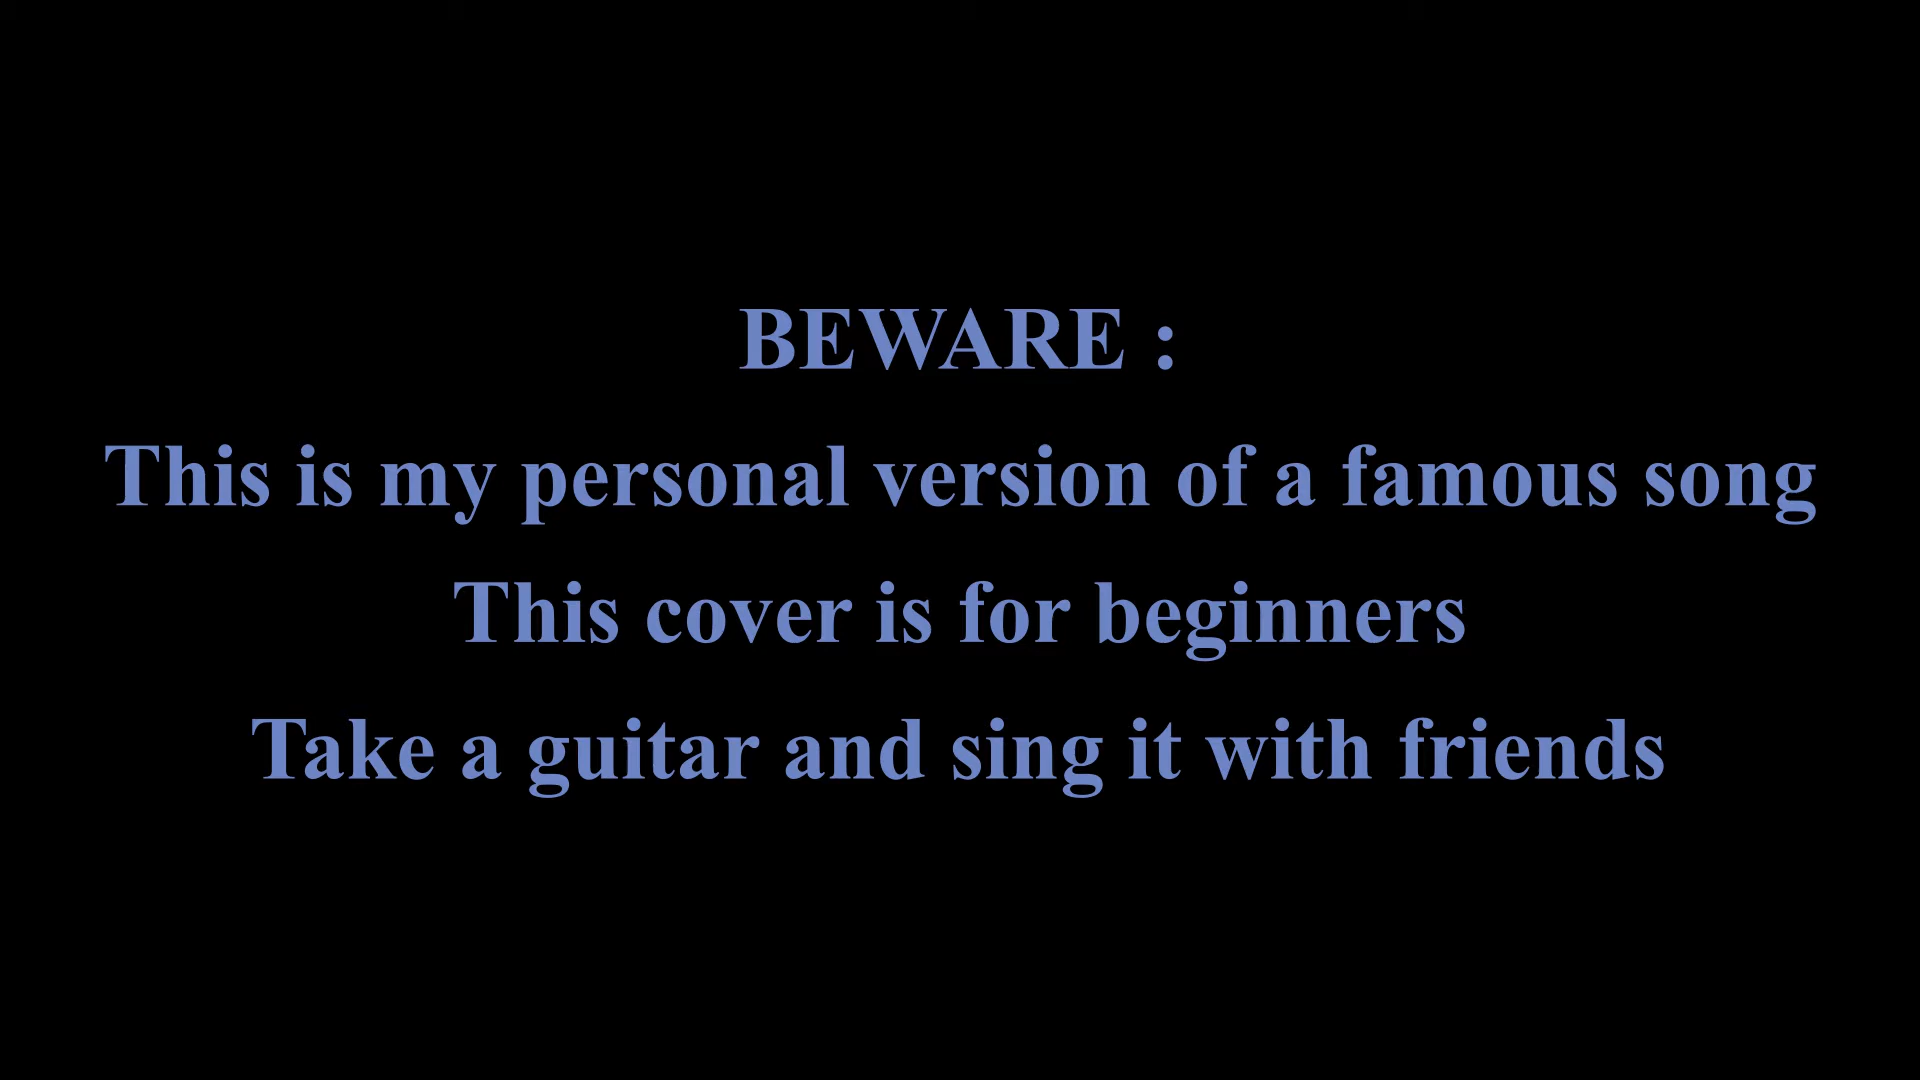 BEWARE :
This is my personal version of a famous song
This cover is for beginners
Take a guitar and sing it with friends